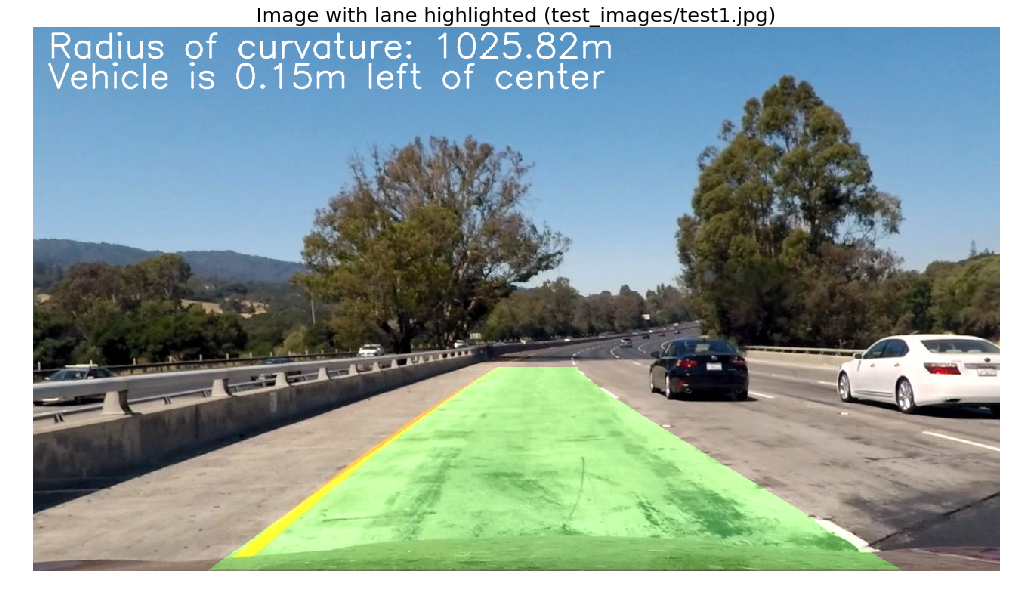 Image with lane highlighted (test_images/test1.jpg)
Radius of curvature: 1025.82m
Vehicle is 0.15m left of center